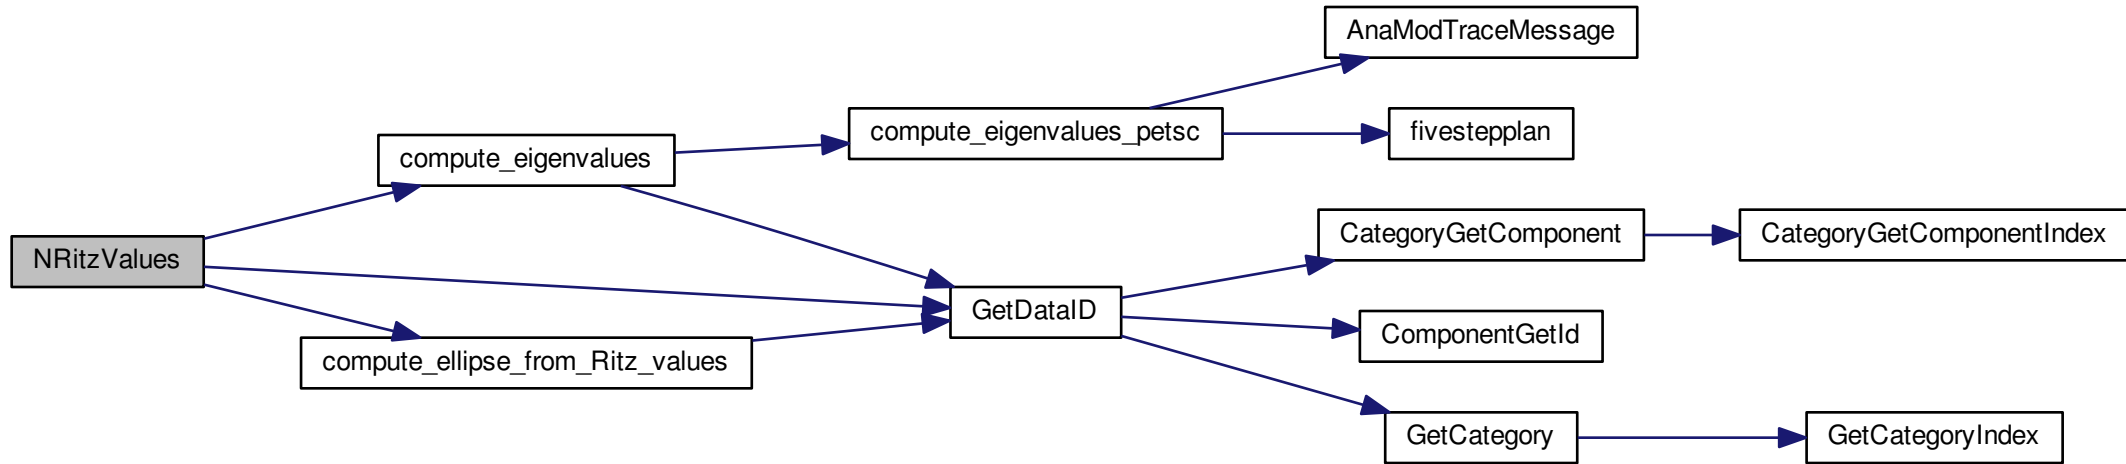 AnaModTraceMessage
compute_eigenvalues_petsc
fivestepplan
compute_eigenvalues
CategoryGetComponent
CategoryGetComponentIndex
NRitzValues
GetDataID
ComponentGetId
compute_ellipse_from_Ritz_values
GetCategory
GetCategoryIndex